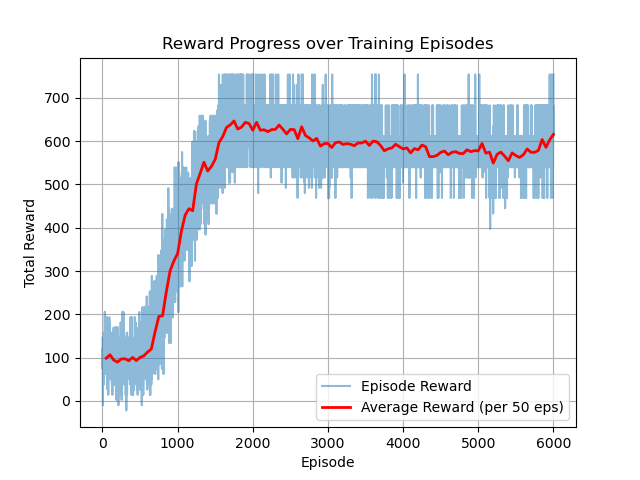 Reward Progress over Training Episodes
Total Reward
700
600
500
400
300
200
100
0
Episode Reward
Average Reward (per 50 eps)
0 1000 2000 3000 4000 5000 6000
Episode